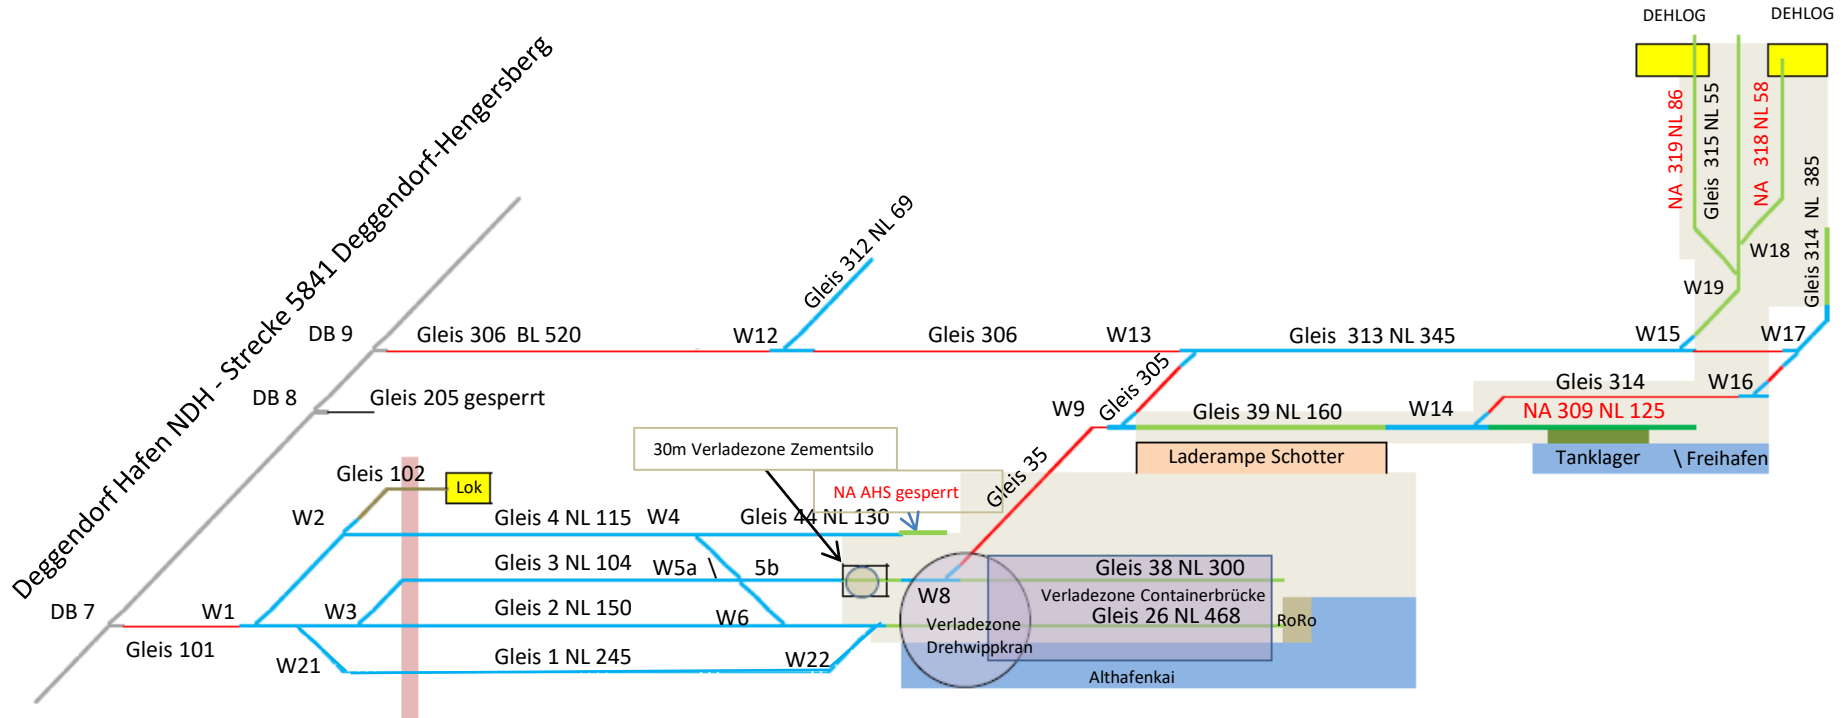 DEHLOG
DEHLOG
Deggendorf Hafen NDH - Strecke 5841 Deggendorf-Hengersberg
NA 319 NL 86
Gleis 315 NL 55
NA 318 NL 58
Gleis 314 NL 385
W18
W19
Gleis 312 NL 69
DB 9
Gleis 306 BL 520
W12
Gleis 306
W13
Gleis 313 NL 345
W15
W17
DB 8
Gleis 205 gesperrt
Gleis 305
Gleis 314
W16
W9
Gleis 39 NL 160
W14
NA 309 NL 125
30m Verladezone Zementsilo
Laderampe Schotter
Tanklager
\ Freihafen
Gleis 102
Lok
NA AHS gesperrt
Gleis 35
W2
Gleis 4 NL 115
W4
Gleis 44 NL 130
Gleis 3 NL 104
W5a \
5b
Gleis 38 NL 300
W8
Verladezone Containerbrücke
DB 7
W1
W3
Gleis 2 NL 150
W6
Gleis 26 NL 468
RoRo
Verladezone
Drehwippkran
Gleis 101
W21
Gleis 1 NL 245
W22
Althafenkai